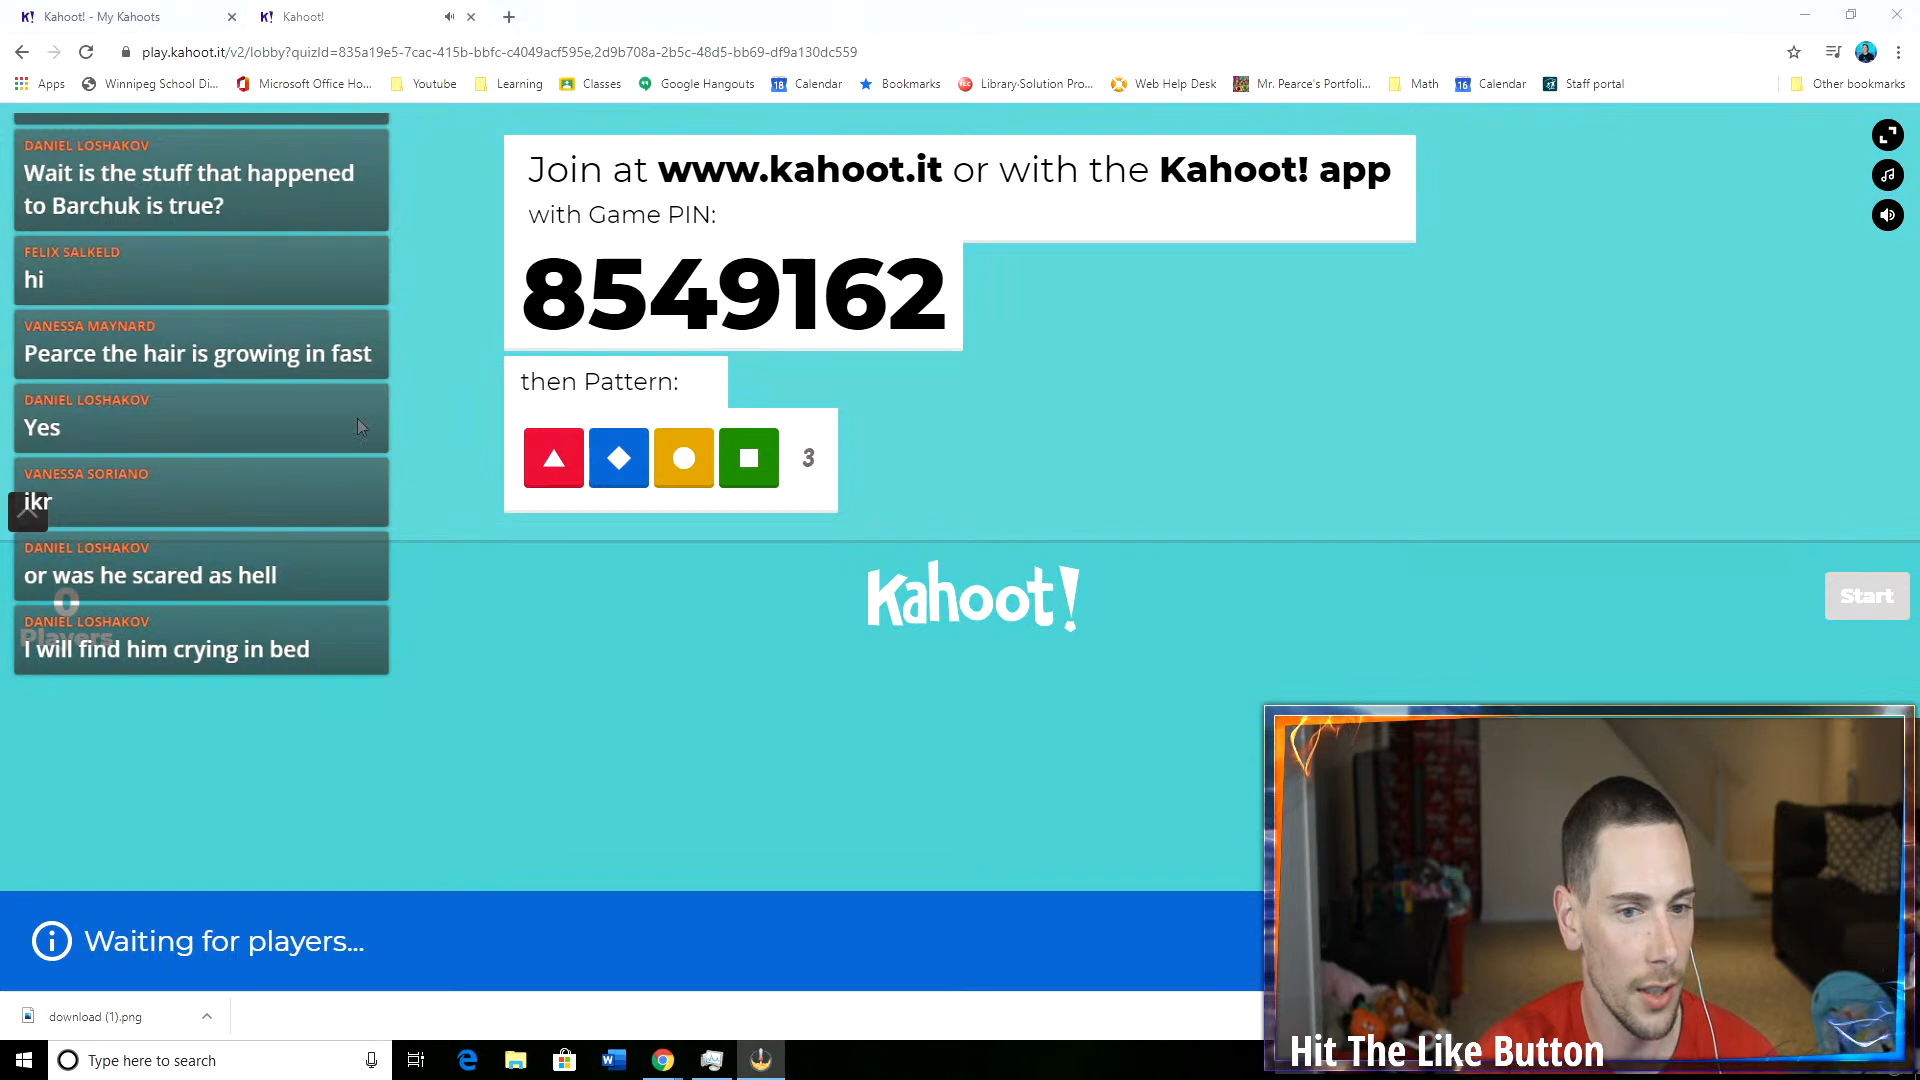 Kahoot! - My Kahoots
Kahoot!
play.kahoot.it/v2/lobby?quizId=835a19e5-7cac-415b-bbfc-c4049acf595e,2d9b708a-2b5c-48d5-bb69-df9a130dc559
Apps
Winnipeg School Di...
Microsoft Office Ho...
Youtube
Learning
Classes
Google Hangouts
18
Calendar
Bookmarks
Library·Solution Pro...
Web Help Desk
Mr. Pearce's Portfoli...
Math
16
Calendar
Staff portal
Other bookmarks
DANIEL LOSHAKOV
Wait is the stuff that happened
to Barchuk is true?
FELIX SALKELD
hi
VANESSA MAYNARD
Pearce the hair is growing in fast
DANIEL LOSHAKOV
Yes
VANESSA SORIANO
ikr
DANIEL LOSHAKOV
or was he scared as hell
DANIEL LOSHAKOV
I will find him crying in bed
0
Players
Join at www.kahoot.it or with the Kahoot! app
with Game PIN:
8549162
then Pattern:
3
Kahoot!
Start
Waiting for players...
download (1).png
Type here to search
Hit The Like Button